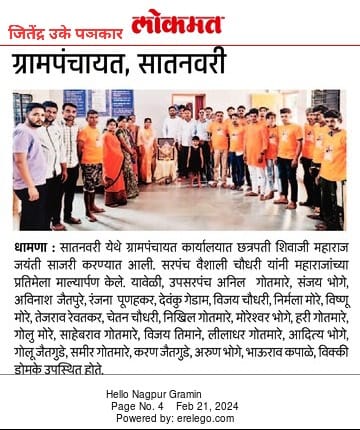 लोकमत
जितेंद्र उके पत्रकार
ग्रामपंचायत, सातनवरी
धामणा : सातनवरी येथे ग्रामपंचायत कार्यालयात छत्रपती शिवाजी महाराज
जयंती साजरी करण्यात आली. सरपंच वैशाली चौधरी यांनी महाराजांच्या
प्रतिमेला माल्यार्पण केले. यावेळी, उपसरपंच अनिल गोतमारे, संजय भोगे,
अविनाश जैतपुरे, रंजना पूणहकर, देवंकु गेडाम, विजय चौधरी, निर्मला मोरे, विष्णू
मोरे, तेजराव रेवतकर, चेतन चौधरी, निखिल गोतमारे, मोरेश्वर भोगे, हरी गोतमारे,
गोलु मोरे, साहेबराव गोतमारे, विजय तिमाने, लीलाधर गोतमारे, आदित्य भोगे,
गोलू जैतगुडे, समीर गोतमारे, करण जैतगुडे, अरुण भोगे, भाऊराव कपाळे, विक्की
डोमके उपस्थित होते.
Hello Nagpur Gramin
Page No. 4 Feb 21, 2024
Powered by: erelego.com